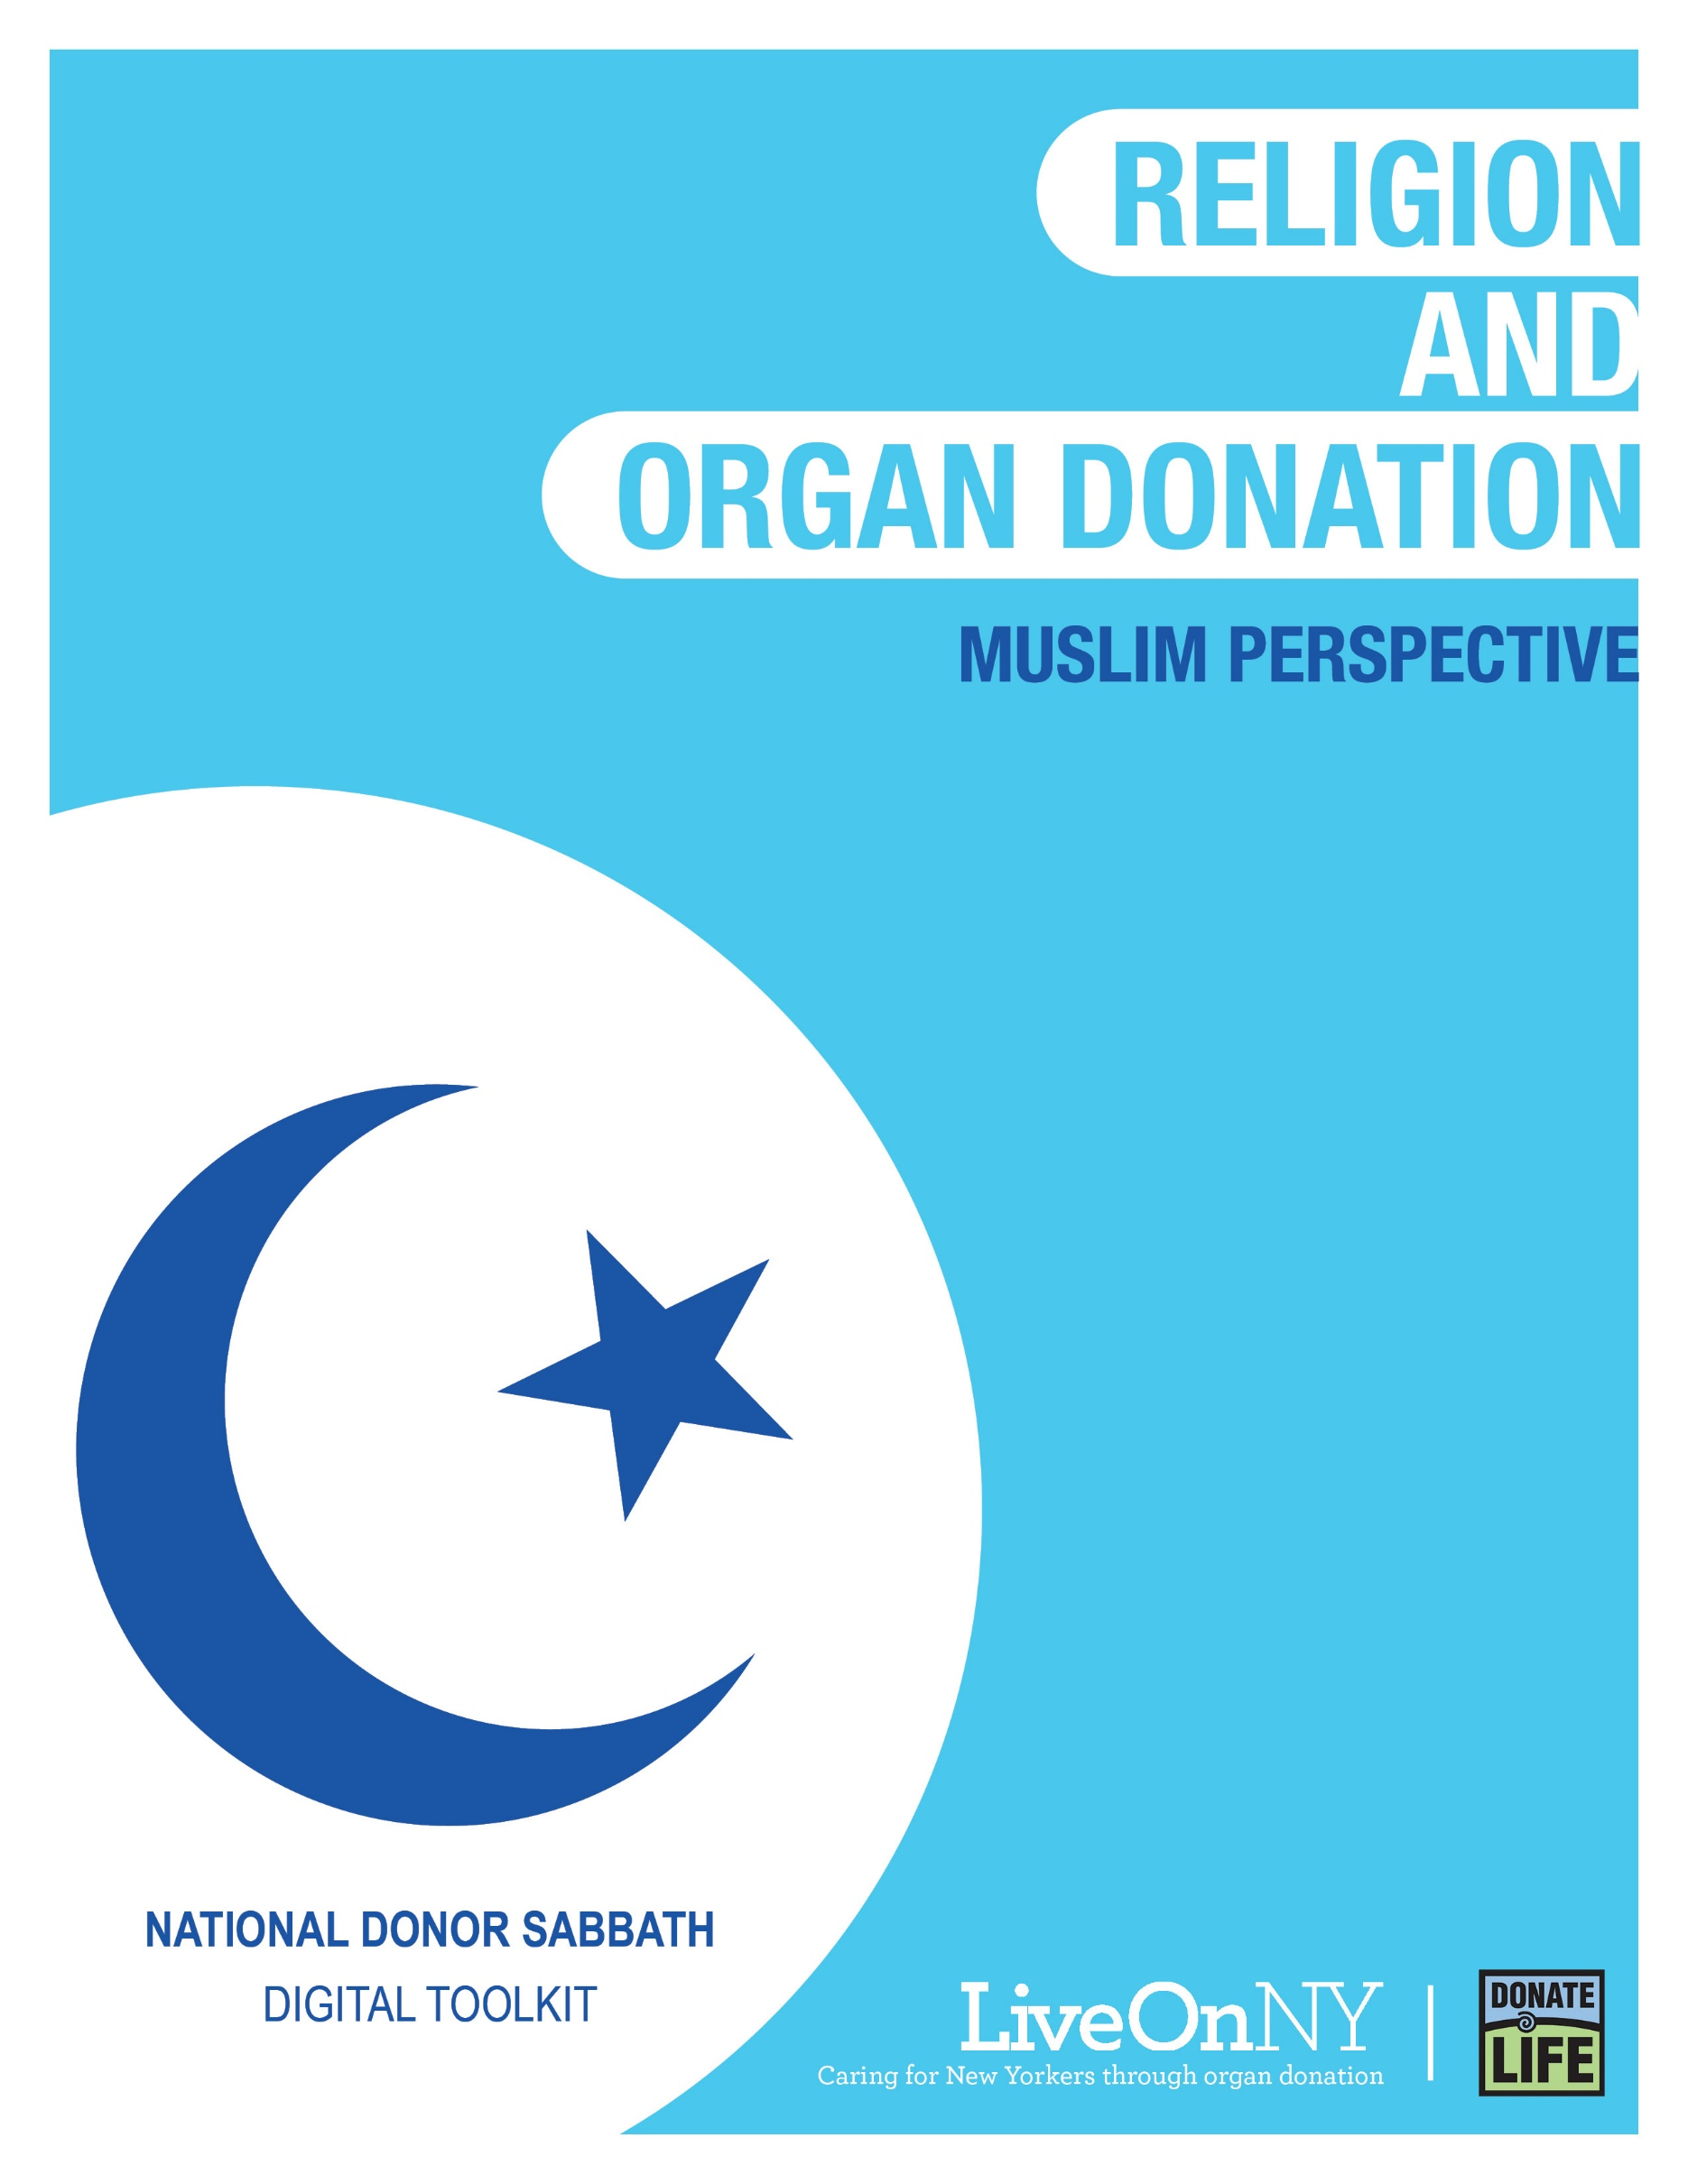 RELIGION
AND
ORGAN DONATION
MUSLIM PERSPECTIVE
NATIONAL DONOR SABBATH
DIGITAL TOOLKIT
LiveOnNY
Caring for New Yorkers through organ donation
DONATE
LIFE